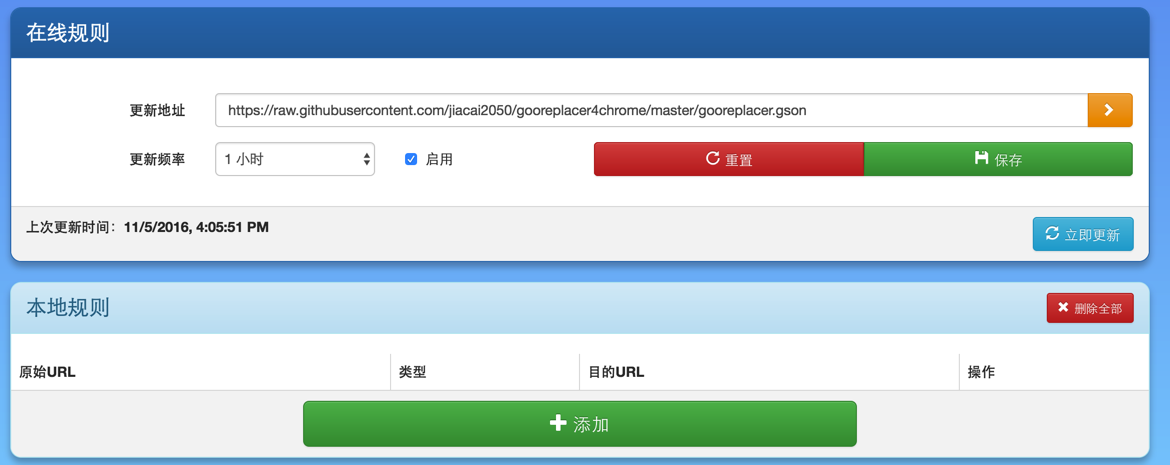 在线规则
更新地址 https://raw.githubusercontent.com/jiacai2050/gooreplacer4chrome/master/gooreplacer.gson
更新频率 1 小时 启用 重置 保存
上次更新时间：11/5/2016, 4:05:51 PM 立即更新
本地规则 删除全部
原始URL 类型 目的URL 操作
添加